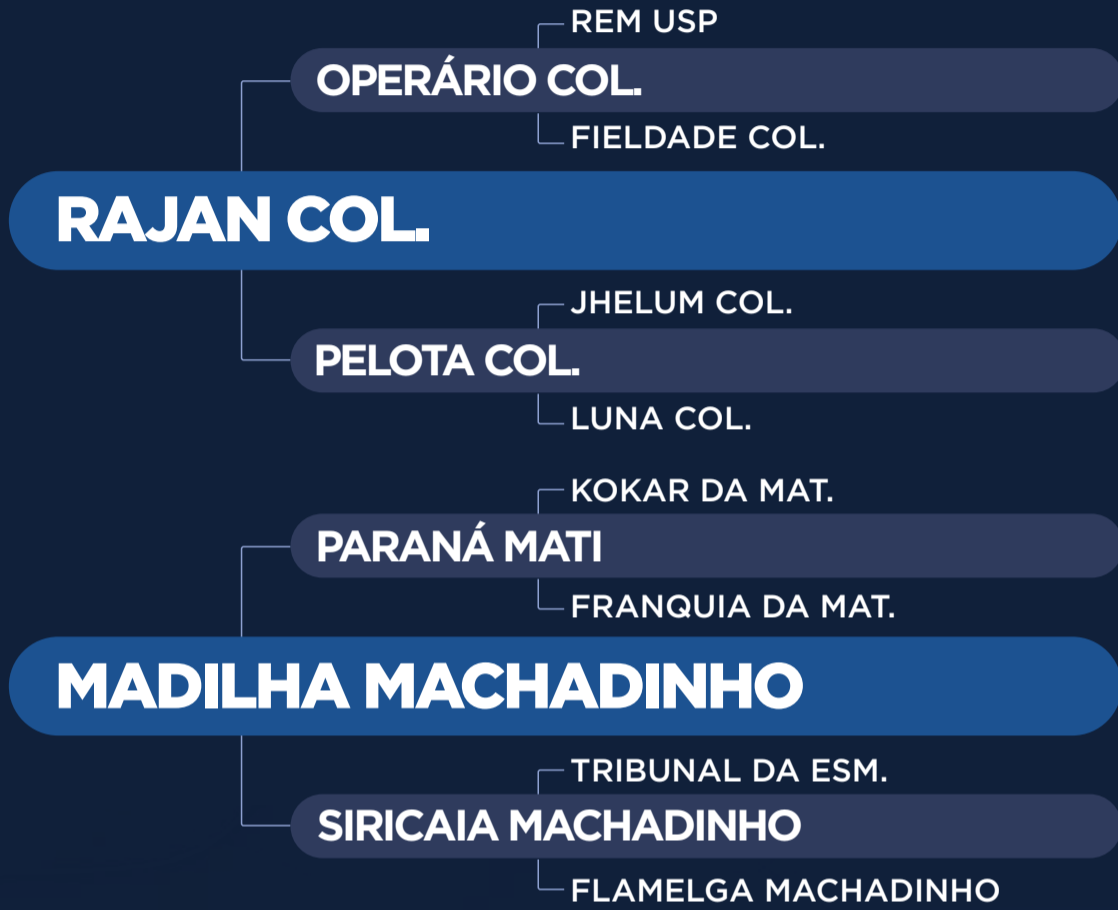 REM USP
OPERÁRIO COL.
FIELDADE COL.
RAJAN COL.
JHELUM COL.
PELOTA COL.
LUNA COL.
KOKAR DA MAT.
PARANÁ MATI
FRANQUIA DA MAT.
MADILHA MACHADINHO
TRIBUNAL DA ESM.
SIRICAIA MACHADINHO
FLAMELGA MACHADINHO